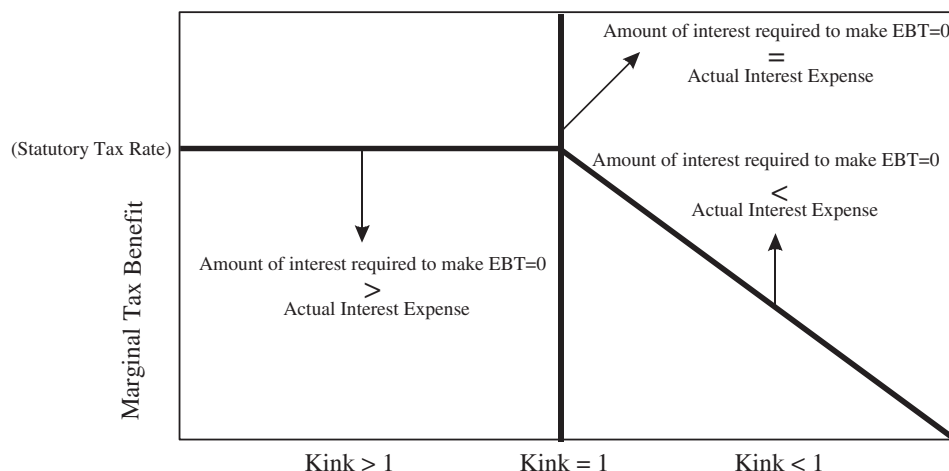 Amount of interest required to make EBT=0
=
Actual Interest Expense
(Statutory Tax Rate)
Amount of interest required to make EBT=0
<
Actual Interest Expense
Amount of interest required to make EBT=0
>
Actual Interest Expense
Marginal Tax Benefit
Kink > 1
Kink = 1
Kink < 1